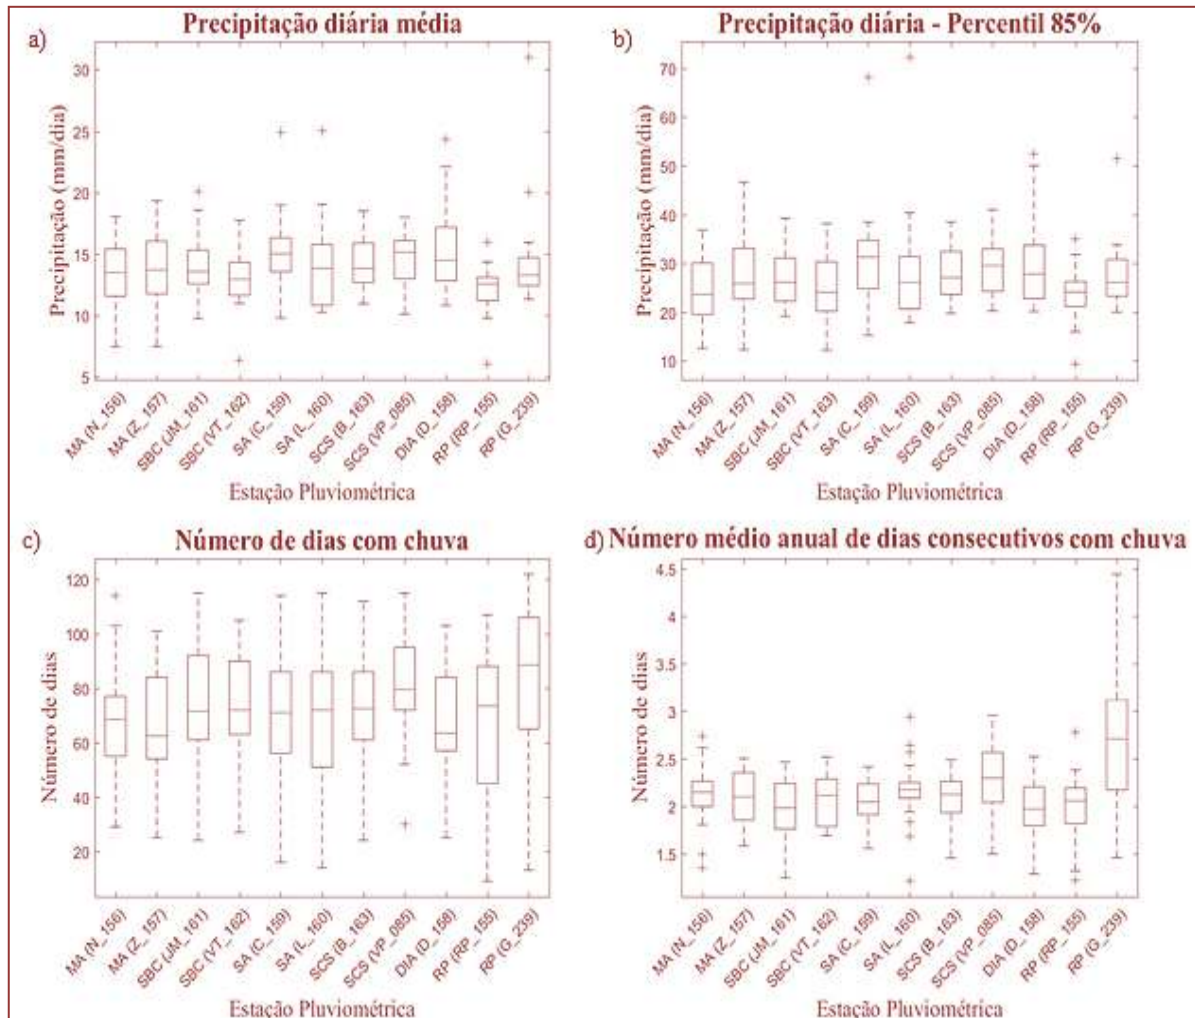 Precipitação diária média
a)
Precipitação (mm/dia)
30
25
20
15
10
5
MA (N_156)
MA (Z_157)
SBC (JM_161)
SBC (VT_162)
SA (C_159)
SA (L_160)
SCS (B_163)
SCS (VP_085)
DIA (D_158)
RP (RP_155)
RP (G_239)
Estação Pluviométrica
Precipitação diária - Percentil 85%
b)
Precipitação (mm/dia)
70
60
50
40
30
20
10
MA (N_156)
MA (Z_157)
SBC (JM_161)
SBC (VT_163)
SA (C_159)
SA (L_160)
SCS (B_163)
SCS (VP_085)
DIA (D_158)
RP (RP_155)
RP (G_239)
Estação Pluviométrica
c)
Número de dias com chuva
Número de dias
120
100
80
60
40
20
MA (N_156)
MA (Z_157)
SBC (JM_161)
SBC (VT_162)
SA (C_159)
SA (L_160)
SCS (B_163)
SCS (VP_085)
DIA (D_158)
RP (RP_155)
RP (G_239)
Estação Pluviométrica
d) Número médio anual de dias consecutivos com chuva
Número de dias
4.5
4
3.5
3
2.5
2
1.5
MA (N_156)
MA (Z_157)
SBC (JM_161)
SBC (VT_162)
SA (C_159)
SA (L_160)
SCS (B_163)
SCS (VP_085)
DIA (D_158)
RP (RP_155)
RP (G_239)
Estação Pluviométrica